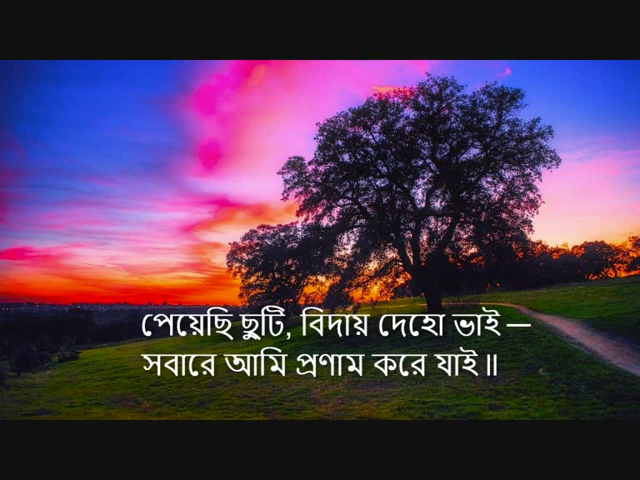 পেয়েছি ছুটি, বিদায় দেহো ভাই —
সবারে আমি প্রণাম করে যাই॥